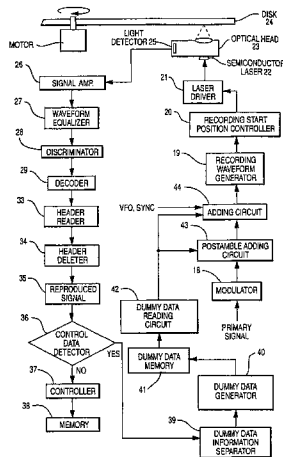 DISK
24
LIGHT
DETECTOR 25
OPTICAL HEAD
23
MOTOR
SEMICONDUCTOR
LASER 22
26
SIGNAL AMP.
21
LASER
DRIVER
27
WAVEFORM
EQUALIZER
20
RECORDING START
POSITION CONTROLLER
28
DISCRIMINATOR
19
RECORDING
WAVEFORM
GENERATOR
29
DECODER
44
VFO, SYNC
ADDING CIRCUIT
33
HEADER
READER
43
POSTAMBLE ADDING
CIRCUIT
34
HEADER
DELETER
42
18
MODULATOR
35
REPRODUCED
SIGNAL
DUMMY DATA
READING
CIRCUIT
PRIMARY
SIGNAL
36
CONTROL
DATA
DETECTOR
YES
DUMMY DATA
MEMORY
41
40
DUMMY DATA
GENERATOR
NO
37
CONTROLLER
38
MEMORY
39
DUMMY DATA
INFORMATION
SEPARATOR